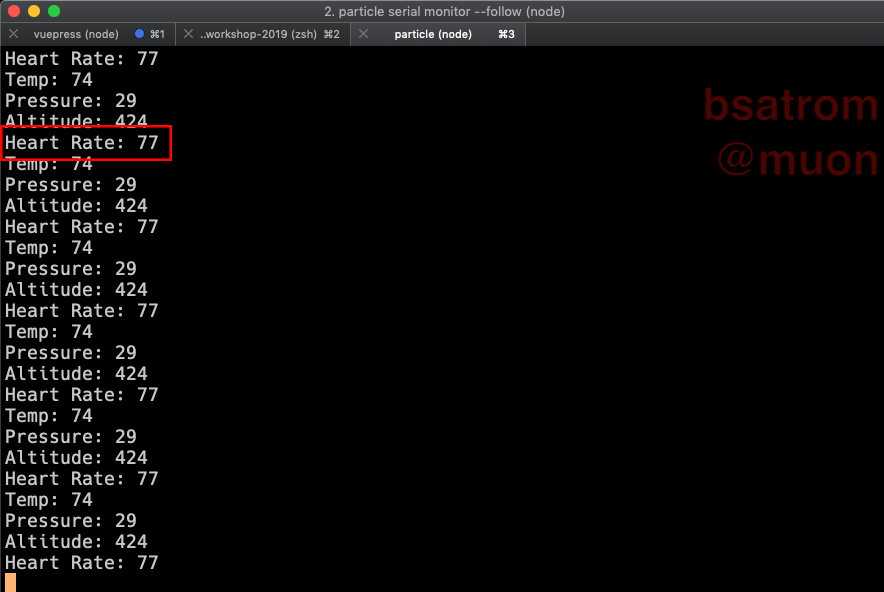 2. particle serial monitor --follow (node)
vuepress (node) ⌘1 ..workshop-2019 (zsh) ⌘2 particle (node) ⌘3
Heart Rate: 77
Temp: 74
Pressure: 29
Altitude: 424
Heart Rate: 77
Temp: 74
Pressure: 29
Altitude: 424
Heart Rate: 77
Temp: 74
Pressure: 29
Altitude: 424
Heart Rate: 77
Temp: 74
Pressure: 29
Altitude: 424
Heart Rate: 77
Temp: 74
Pressure: 29
Altitude: 424
Heart Rate: 77
Temp: 74
Pressure: 29
Altitude: 424
Heart Rate: 77
bsatrom
@muon